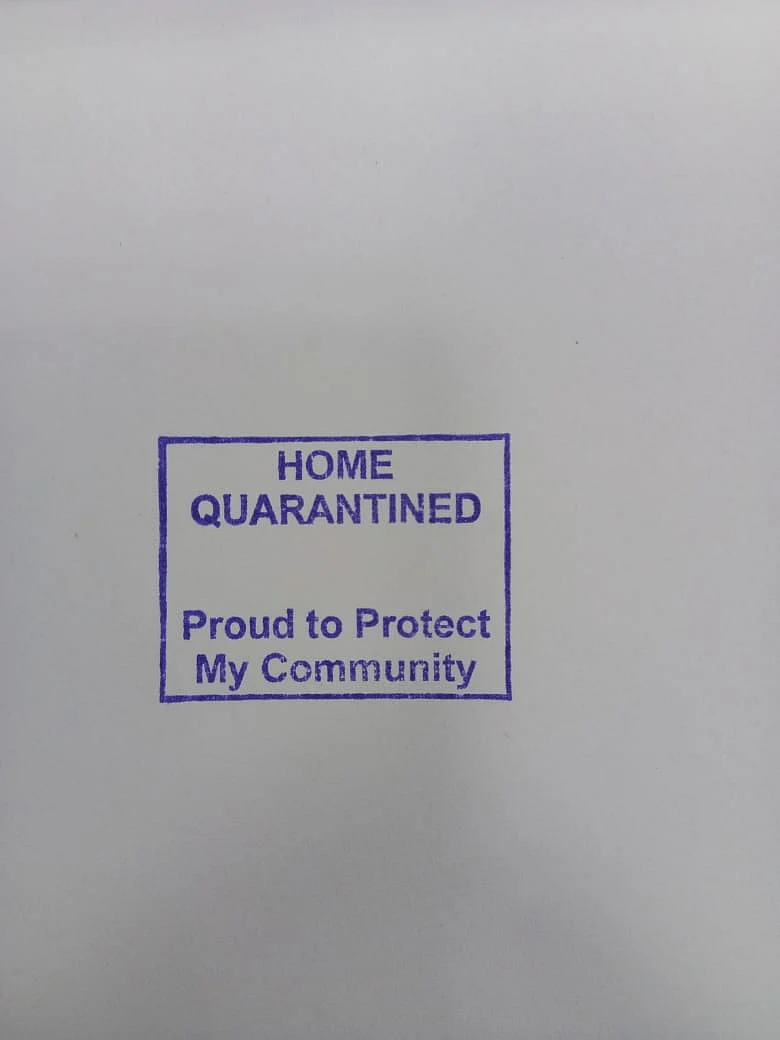 HOME
QUARANTINED
Proud to Protect
My Community